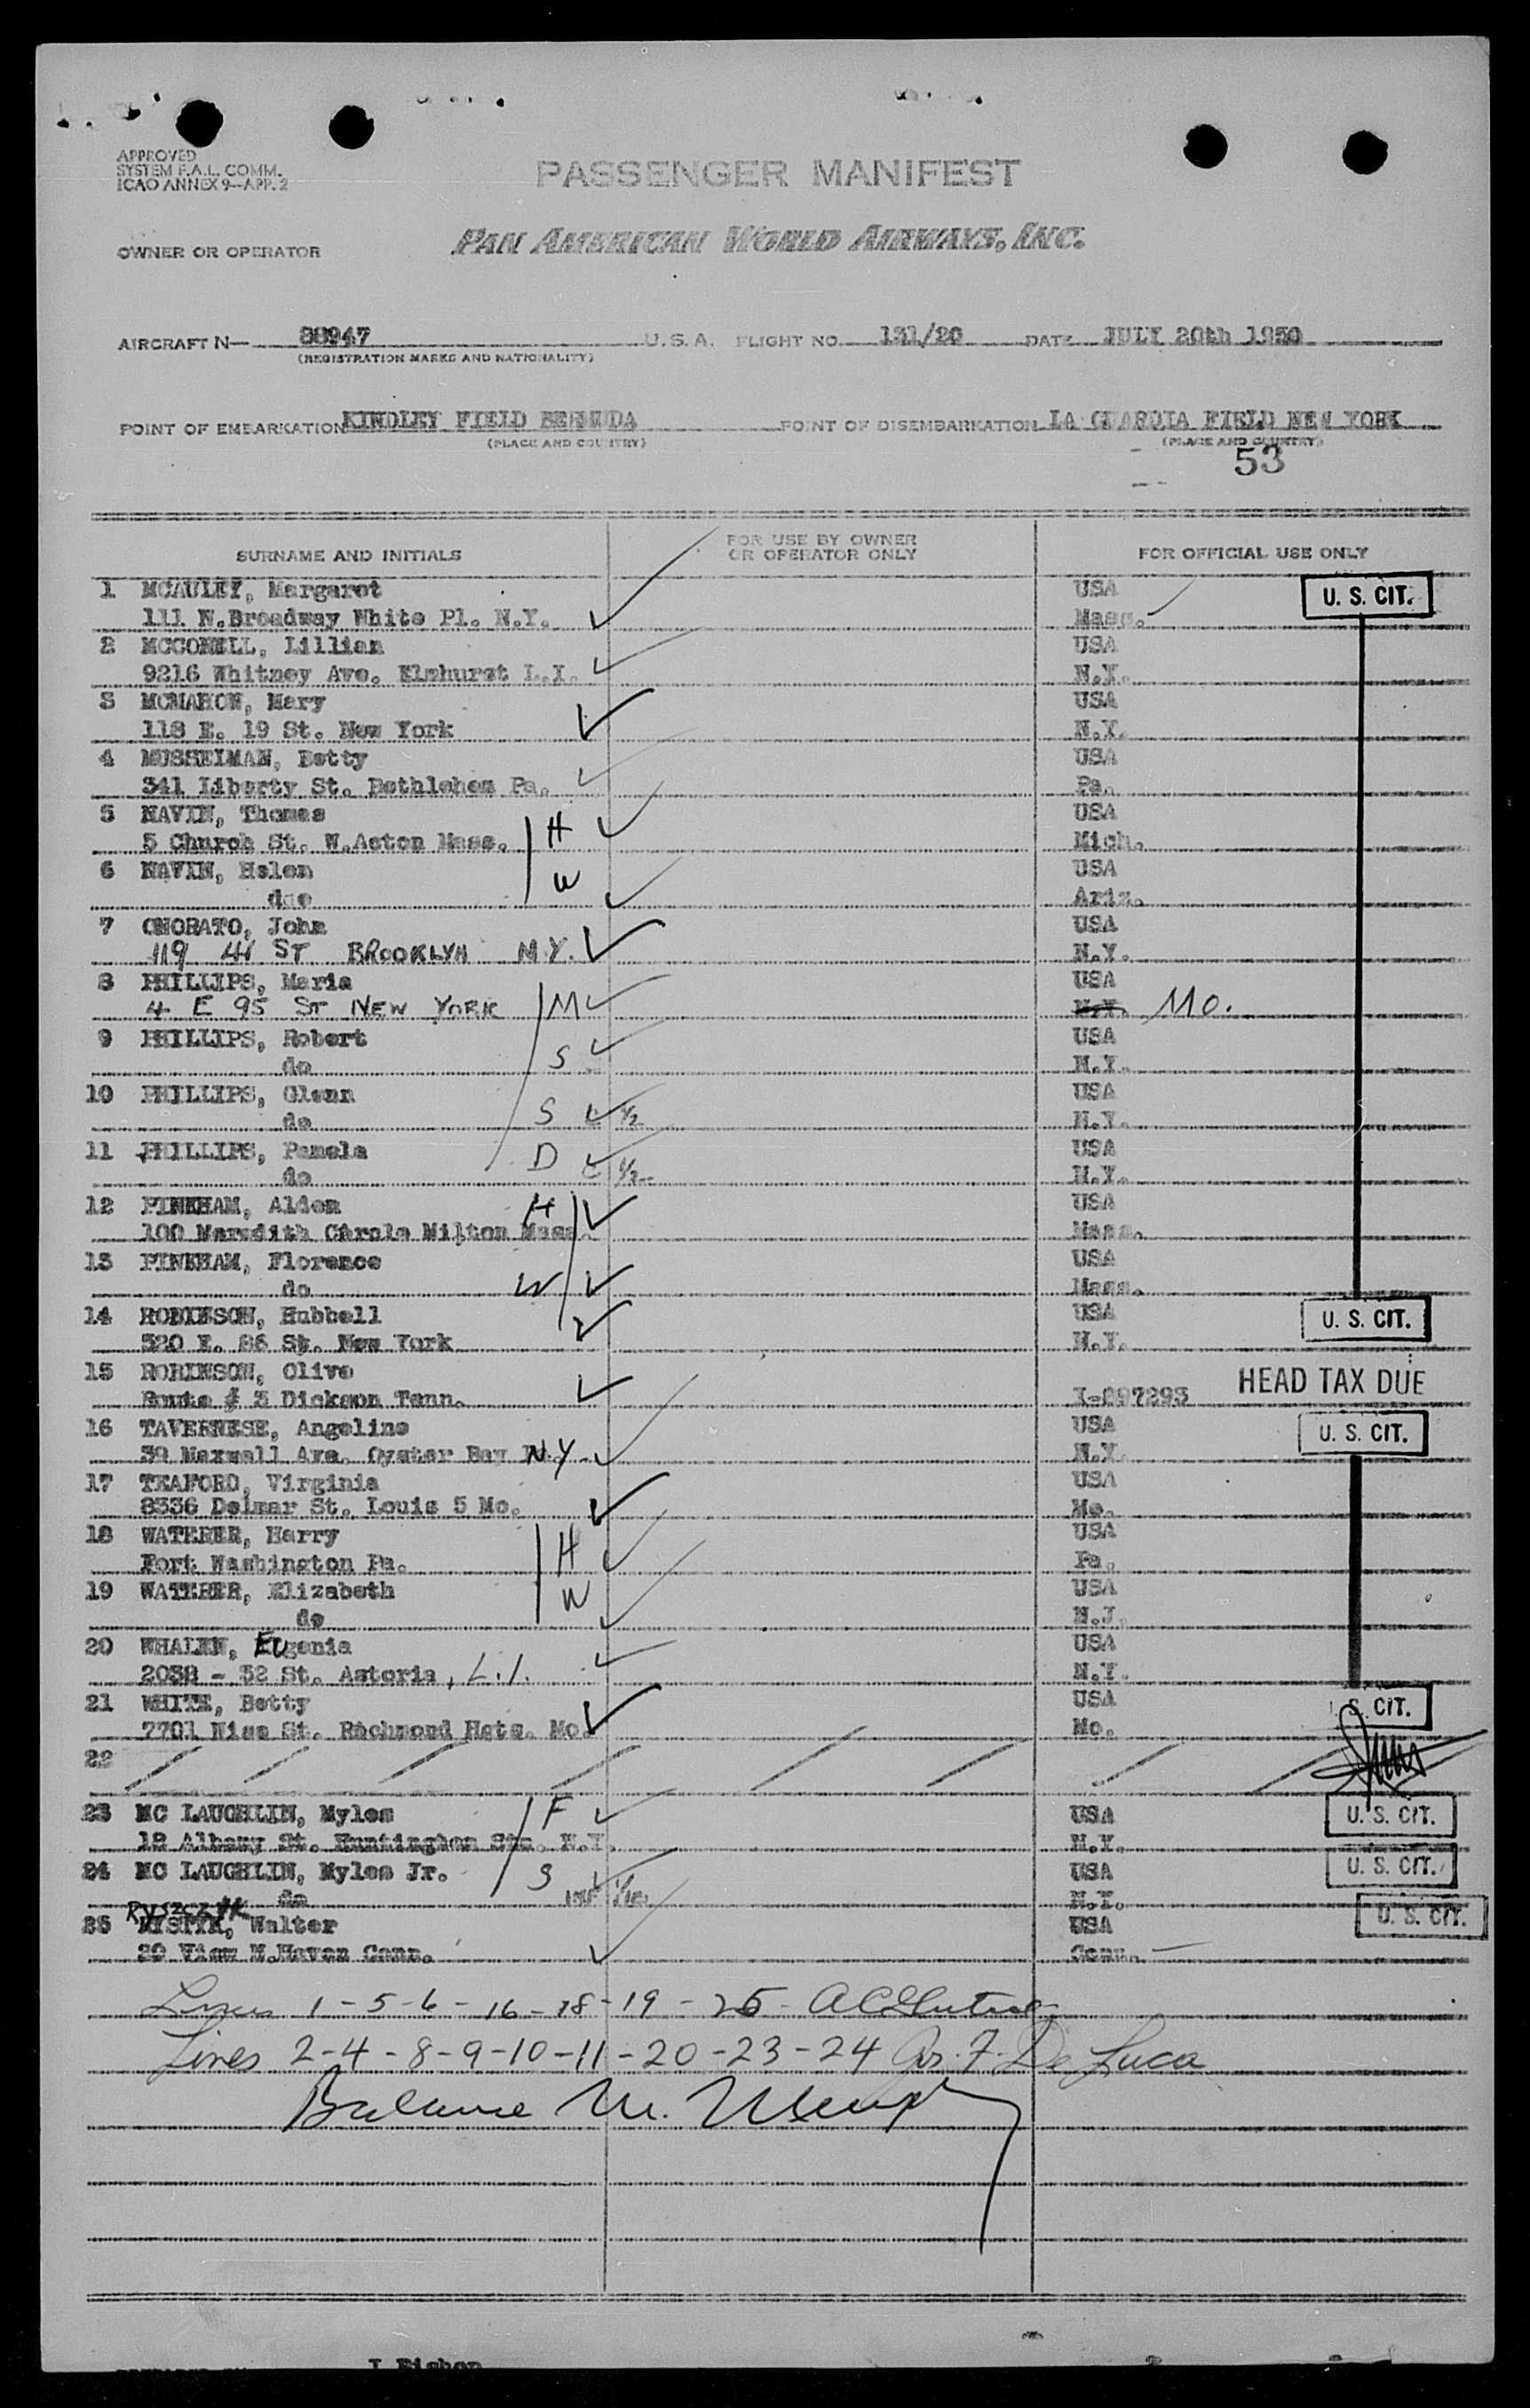 APPROVED
SYSTEM F.A.L. COMM.
ICAO ANNEX 9—APP. 2
PASSENGER MANIFEST
OWNER OR OPERATOR PAN AMERICAN WORLD AIRWAYS, INC.
AIRCRAFT N— 88947 U.S.A. FLIGHT NO. 131/20 DATE JULY 20th 1950
(REGISTRATION MARKS AND NATIONALITY)
POINT OF EMBARKATION KINDLEY FIELD BERMUDA POINT OF DISEMBARKATION LA GUARDIA FIELD NEW YORK
(PLACE AND COUNTRY) (PLACE AND COUNTRY)
53
SURNAME AND INITIALS FOR USE BY OWNER OR OPERATOR ONLY FOR OFFICIAL USE ONLY
1 MCAULEY, Margaret USA U. S. CIT.
111 N.Broadway White Pl. N.Y. Mass.
2 MCCONELL, Lillian USA
9216 Whitney Ave. Elmhurst L.I. N.Y.
3 MCMAHON, Mary USA
118 E. 19 St. New York N.Y.
4 MUSSELMAN, Betty USA
341 Liberty St. Bethlehem Pa. Pa.
5 NAVIN, Thomas H USA
5 Church St. W.Acton Mass. Mich.
6 NAVIN, Helen W USA
do Ariz.
7 ONORATO, John USA
119 41 ST BROOKLYN N.Y. N.Y.
8 PHILLIPS, Maria USA
4 E 95 ST NEW YORK M N.Y. Mo.
9 PHILLIPS, Robert USA
do S N.Y.
10 PHILLIPS, Glenn USA
do S 1/2 N.Y.
11 PHILLIPS, Pamela D USA
do 1/2 N.Y.
12 PINKHAM, Alden H USA
100 Meredith Circle Milton Mass. Mass.
13 PINKHAM, Florence USA
do W Mass.
14 ROBINSON, Hubbell USA U. S. CIT.
520 E. 86 St. New York N.Y.
15 ROBINSON, Olive HEAD TAX DUE
Route # 3 Dickson Tenn. I-097293
16 TAVERNESE, Angeline USA U. S. CIT.
39 Maxwell Ave. Oyster Bay N.Y. N.Y.
17 TEAFORD, Virginia USA
8336 Delmar St. Louis 5 Mo. Mo.
18 WATERER, Harry H USA
Fort Washington Pa. Pa.
19 WATERER, Elizabeth W USA
do N.J.
20 WHALEN, EUgenia USA
2038 - 32 St. Astoria, L.I. N.Y.
21 WHITE, Betty USA S. CIT.
7701 Wise St. Richmond Hgts. Mo. Mo.
22
23 MC LAUGHLIN, Myles F USA U. S. CIT.
12 Albany St. Huntington Sta. N.Y. N.Y.
24 MC LAUGHLIN, Myles Jr. S USA U. S. CIT.
do INF 1/10 N.Y.
Ryszczyk
25 Walter USA U. S. CIT.
20 View N.Haven Conn. Conn.
Lines 1-5-6-16-18-19-25
Lines 2-4-8-9-10-11-20-23-24 F. De Luca
Balance M.